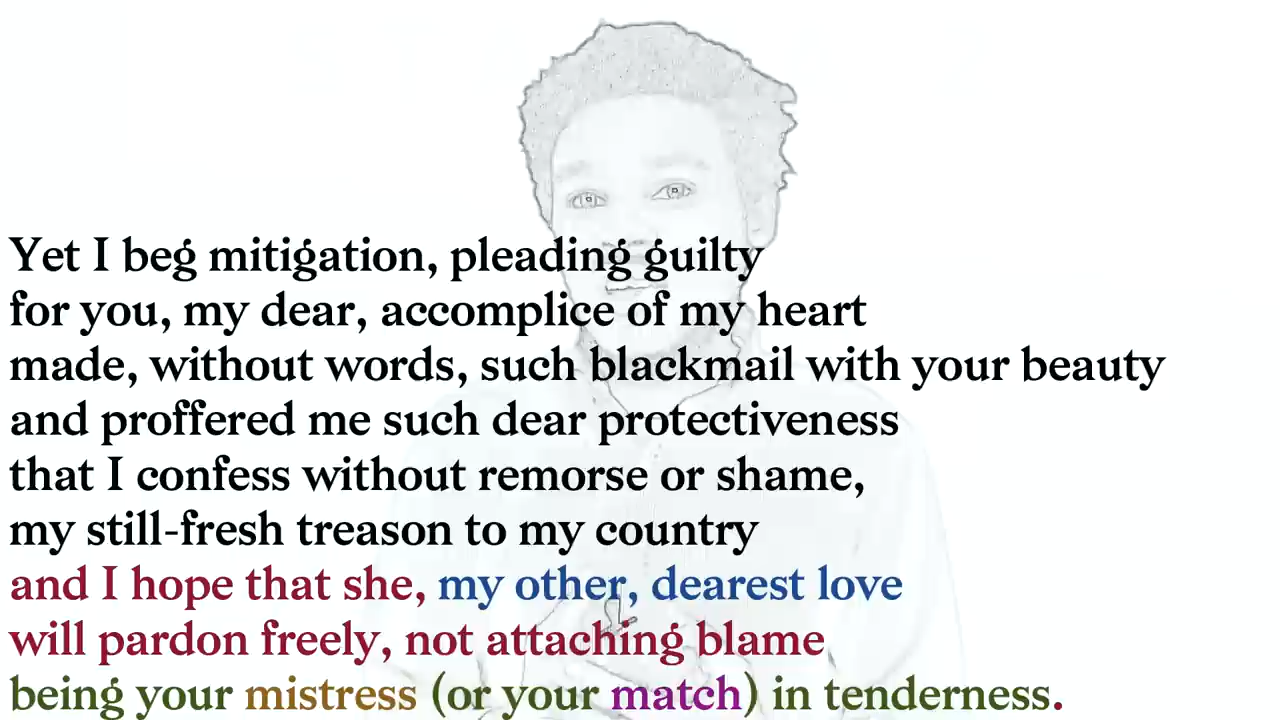 Yet I beg mitigation, pleading guilty
for you, my dear, accomplice of my heart
made, without words, such blackmail with your beauty
and proffered me such dear protectiveness
that I confess without remorse or shame,
my still-fresh treason to my country
and I hope that she, my other, dearest love
will pardon freely, not attaching blame
being your mistress (or your match) in tenderness.